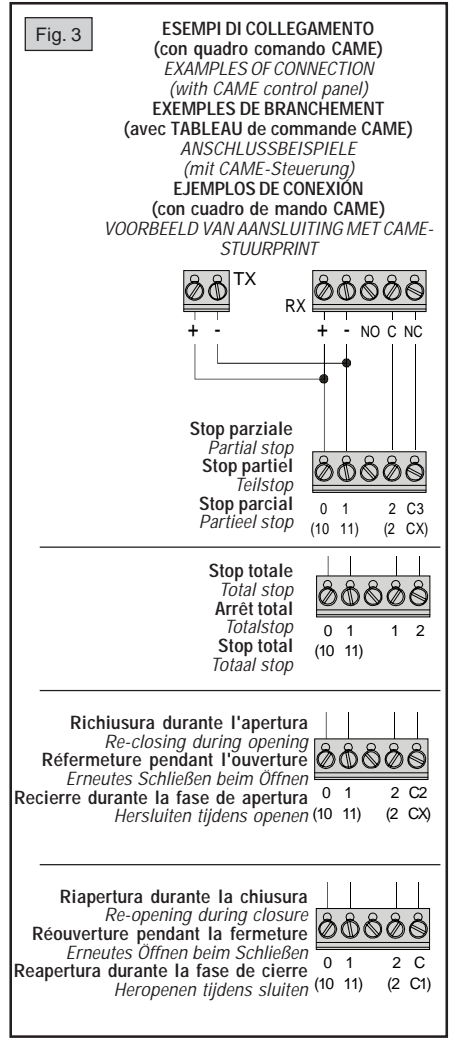 Fig. 3
ESEMPI DI COLLEGAMENTO
(con quadro comando CAME)
EXAMPLES OF CONNECTION
(with CAME control panel)
EXEMPLES DE BRANCHEMENT
(avec TABLEAU de commande CAME)
ANSCHLUSSBEISPIELE
(mit CAME-Steuerung)
EJEMPLOS DE CONEXIÓN
(con cuadro de mando CAME)
VOORBEELD VAN AANSLUITING MET CAME-
STUURPRINT
TX
RX
+ -
+ - NO C NC
Stop parziale
Partial stop
Stop partiel
Teilstop
Stop parcial
Partieel stop
0 1 2 C3
(10 11) (2 CX)
Stop totale
Total stop
Arrêt total
Totalstop
Stop total
Totaal stop
0 1 1 2
(10 11)
Richiusura durante l'apertura
Re-closing during opening
Réfermeture pendant l'ouverture
Erneutes Schließen beim Öffnen
Recierre durante la fase de apertura
Hersluiten tijdens openen
0 1 2 C2
(10 11) (2 CX)
Riapertura durante la chiusura
Re-opening during closure
Réouverture pendant la fermeture
Erneutes Öffnen beim Schließen
Reapertura durante la fase de cierre
Heropenen tijdens sluiten
0 1 2 C
(10 11) (2 C1)